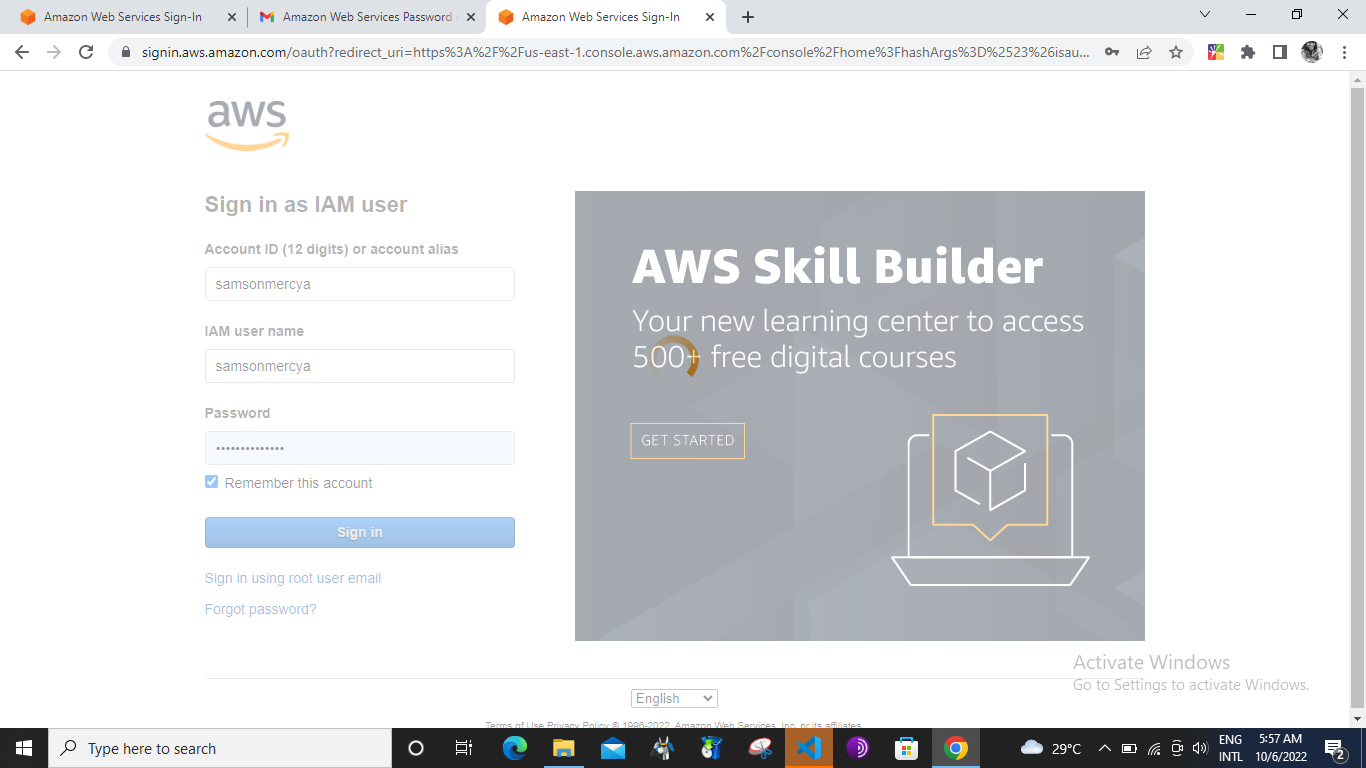 Amazon Web Services Sign-In
Amazon Web Services Password
Amazon Web Services Sign-In
signin.aws.amazon.com/oauth?redirect_uri=https%3A%2F%2Fus-east-1.console.aws.amazon.com%2Fconsole%2Fhome%3FhashArgs%3D%2523%26isau...
aws
Sign in as IAM user
Account ID (12 digits) or account alias
samsonmercya
IAM user name
samsonmercya
Password
••••••••••••••
Remember this account
Sign in
Sign in using root user email
Forgot password?
AWS Skill Builder
Your new learning center to access
500+ free digital courses
GET STARTED
Activate Windows
Go to Settings to activate Windows.
English
Terms of Use Privacy Policy © 1996-2022, Amazon Web Services, Inc. or its affiliates.
Type here to search
29°C
ENG
INTL
5:57 AM
10/6/2022
2